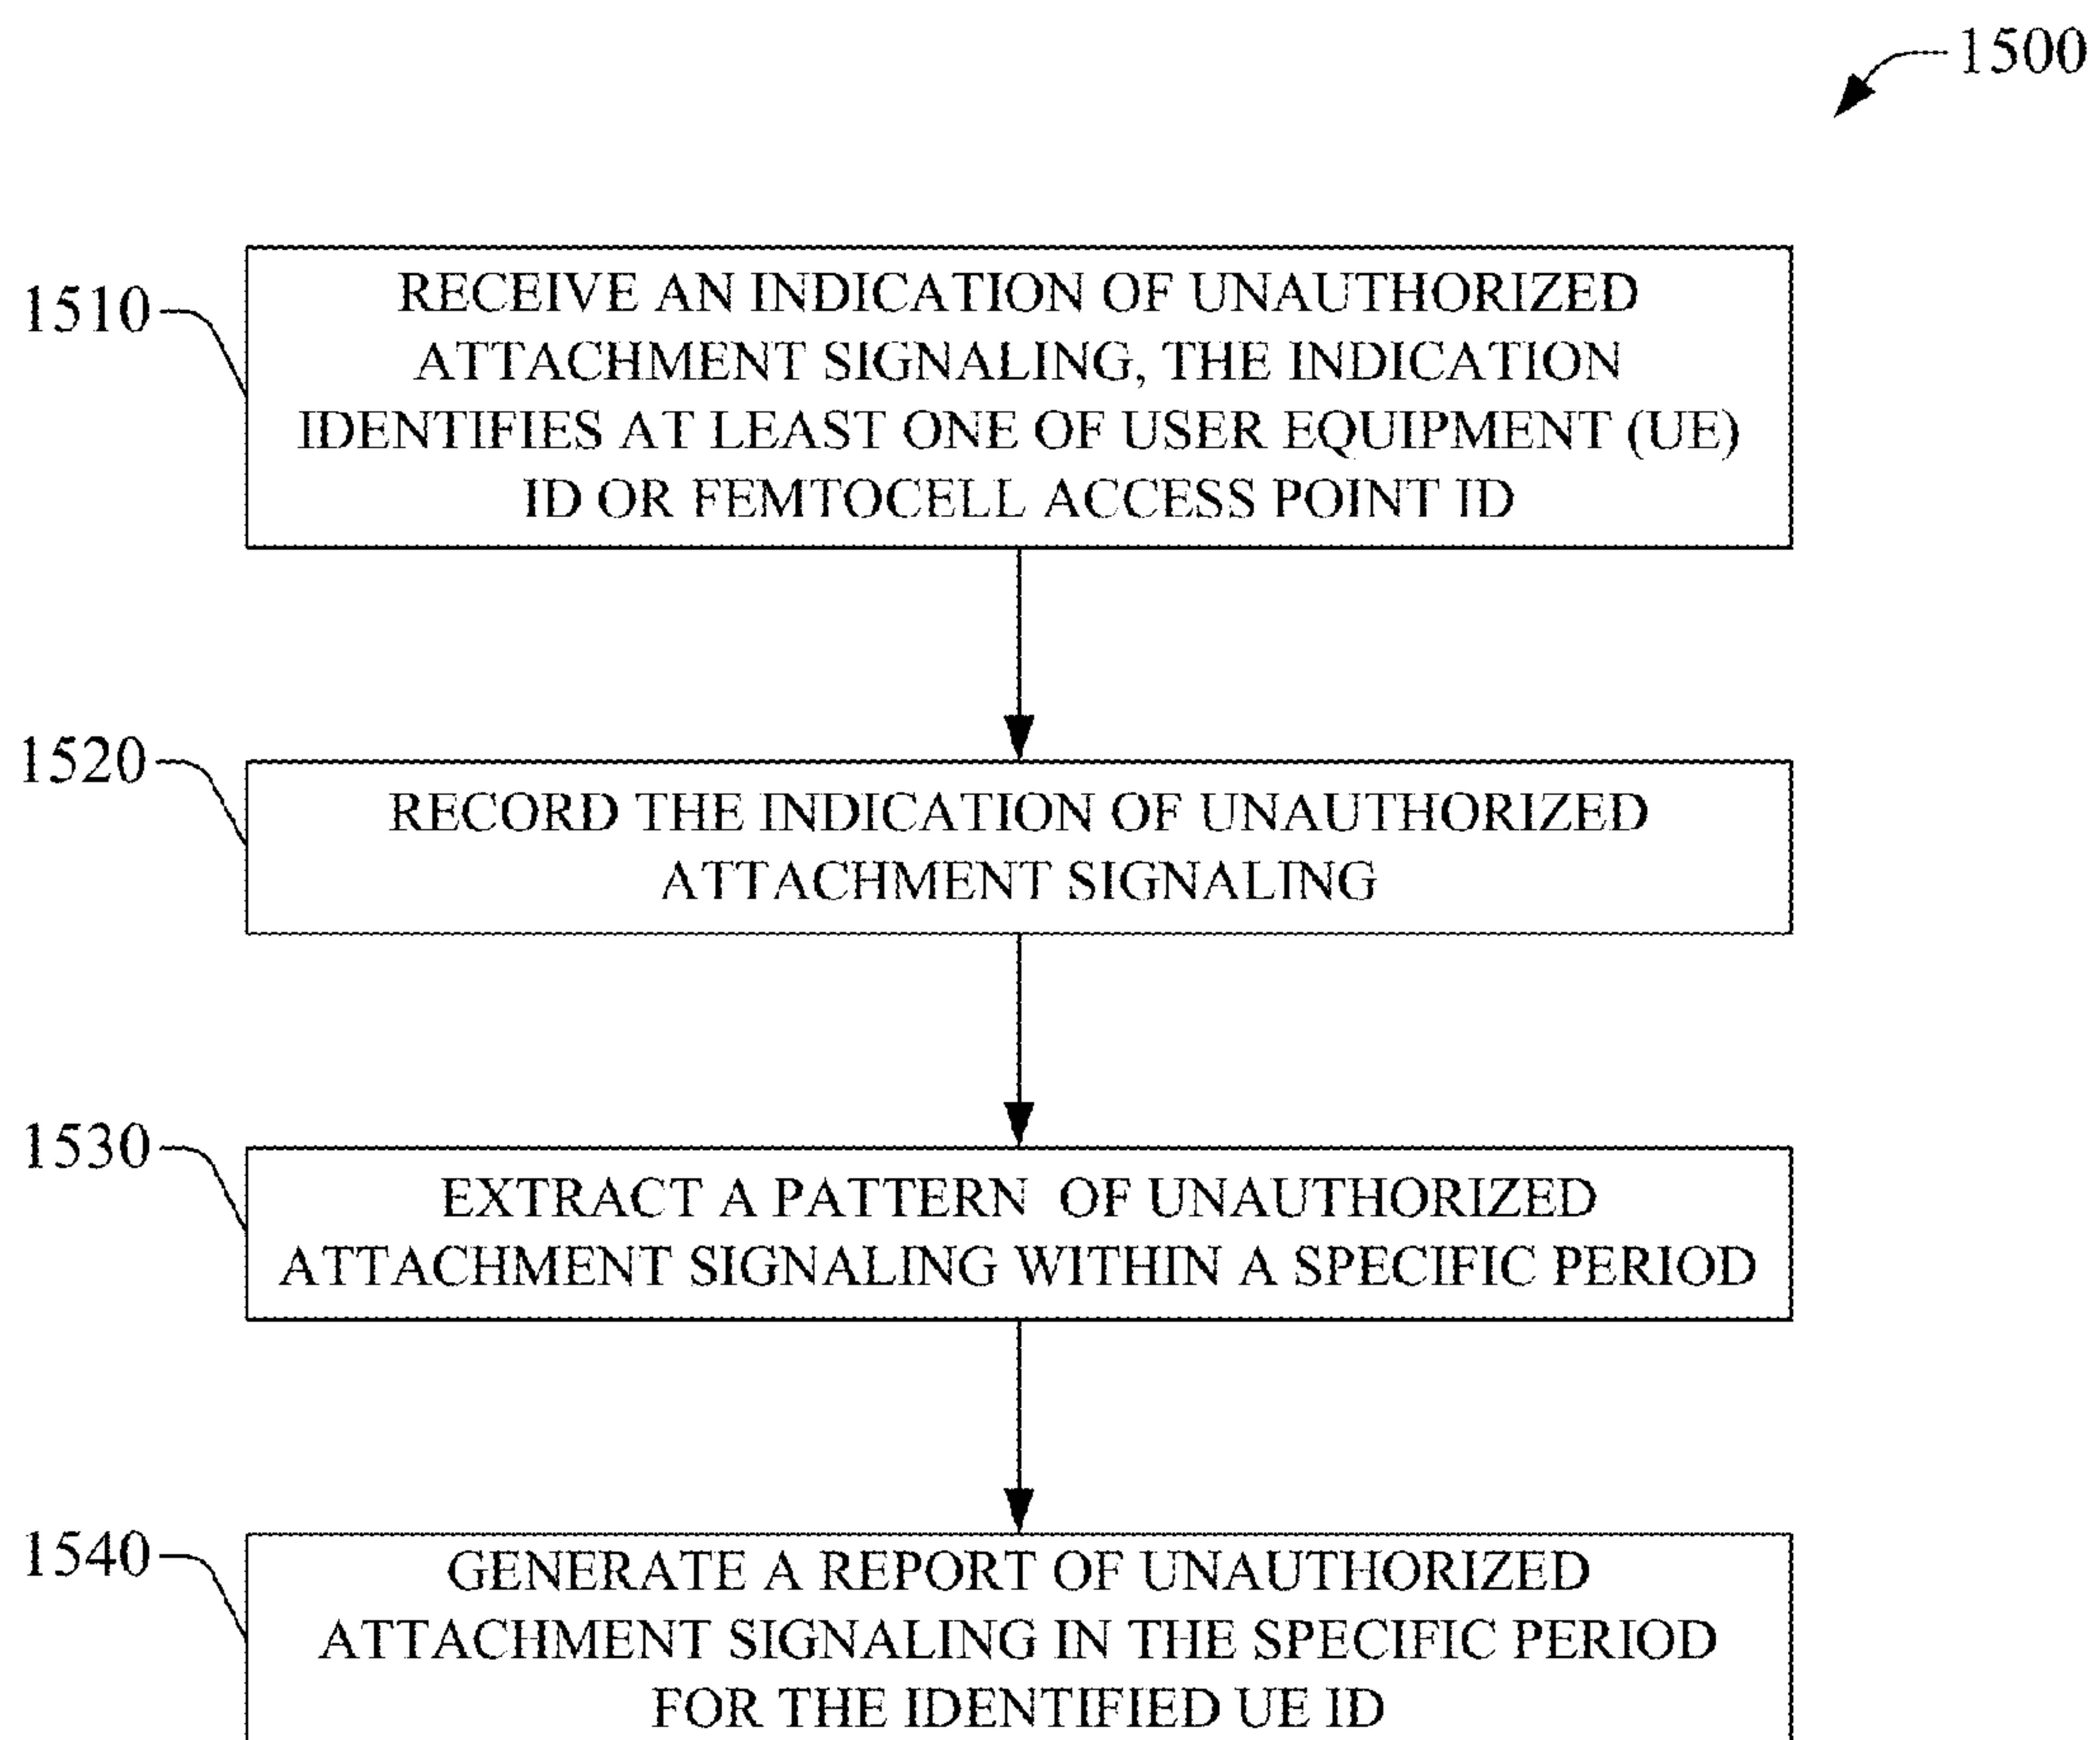 1500
1510
RECEIVE AN INDICATION OF UNAUTHORIZED
ATTACHMENT SIGNALING, THE INDICATION
IDENTIFIES AT LEAST ONE OF USER EQUIPMENT (UE)
ID OR FEMTOCELL ACCESS POINT ID
1520
RECORD THE INDICATION OF UNAUTHORIZED
ATTACHMENT SIGNALING
1530
EXTRACT A PATTERN OF UNAUTHORIZED
ATTACHMENT SIGNALING WITHIN A SPECIFIC PERIOD
1540
GENERATE A REPORT OF UNAUTHORIZED
ATTACHMENT SIGNALING IN THE SPECIFIC PERIOD
FOR THE IDENTIFIED UE ID